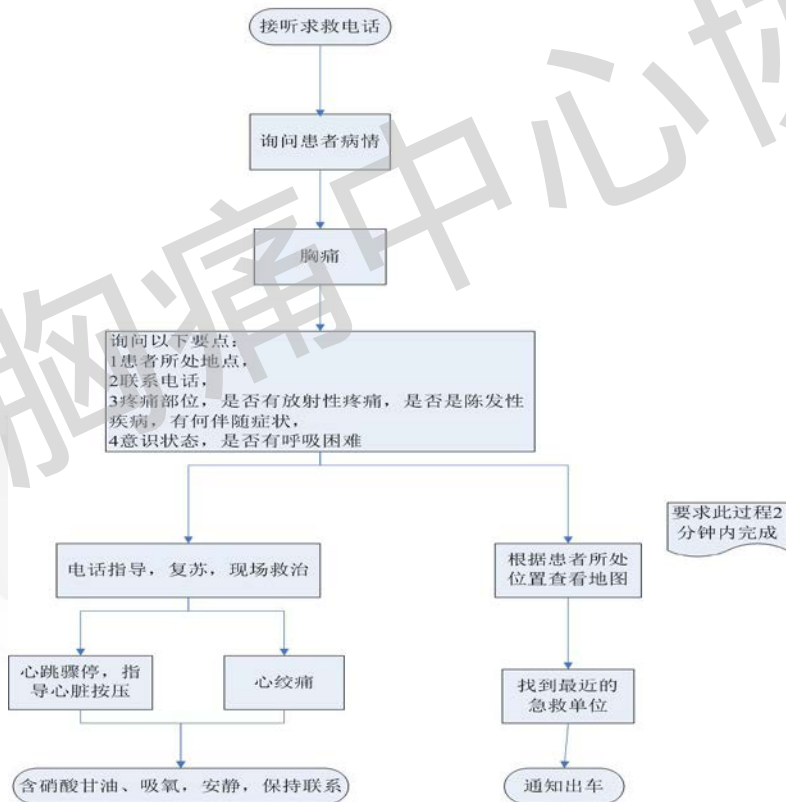 接听求救电话
询问患者病情
胸痛
询问以下要点:
1患者所处地点,
2联系电话,
3疼痛部位，是否有放射性疼痛，是否是陈发性
疾病，有何伴随症状,
4意识状态，是否有呼吸困难
要求此过程2
分钟内完成
电话指导，复苏，现场救治
根据患者所处
位置查看地图
心跳骤停，指
导心脏按压
心绞痛
找到最近的
急救单位
含硝酸甘油、吸氧，安静，保持联系
通知出车
胸痛中心